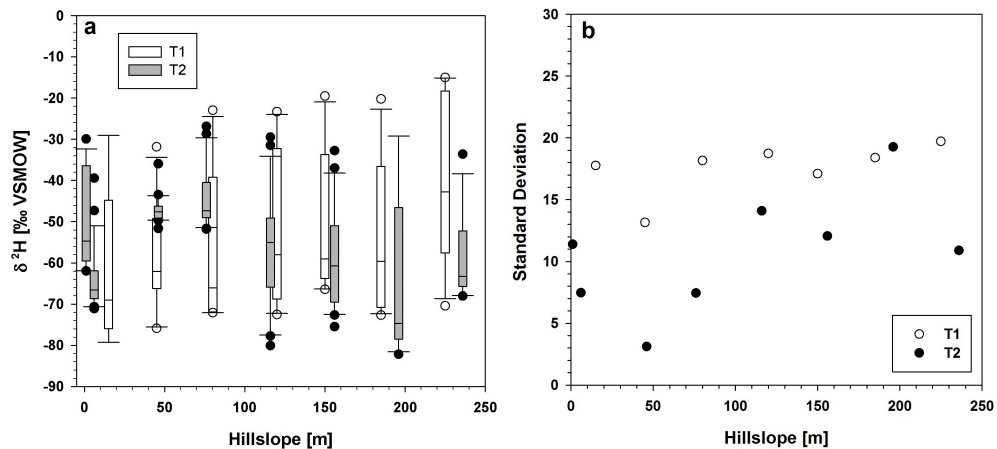 a
T1
T2
0
-10
-20
-30
-40
-50
-60
-70
-80
-90
δ ²H [‰ VSMOW]
0 50 100 150 200 250
Hillslope [m]
b
30
25
20
15
10
5
0
Standard Deviation
T1
T2
0 50 100 150 200 250
Hillslope [m]